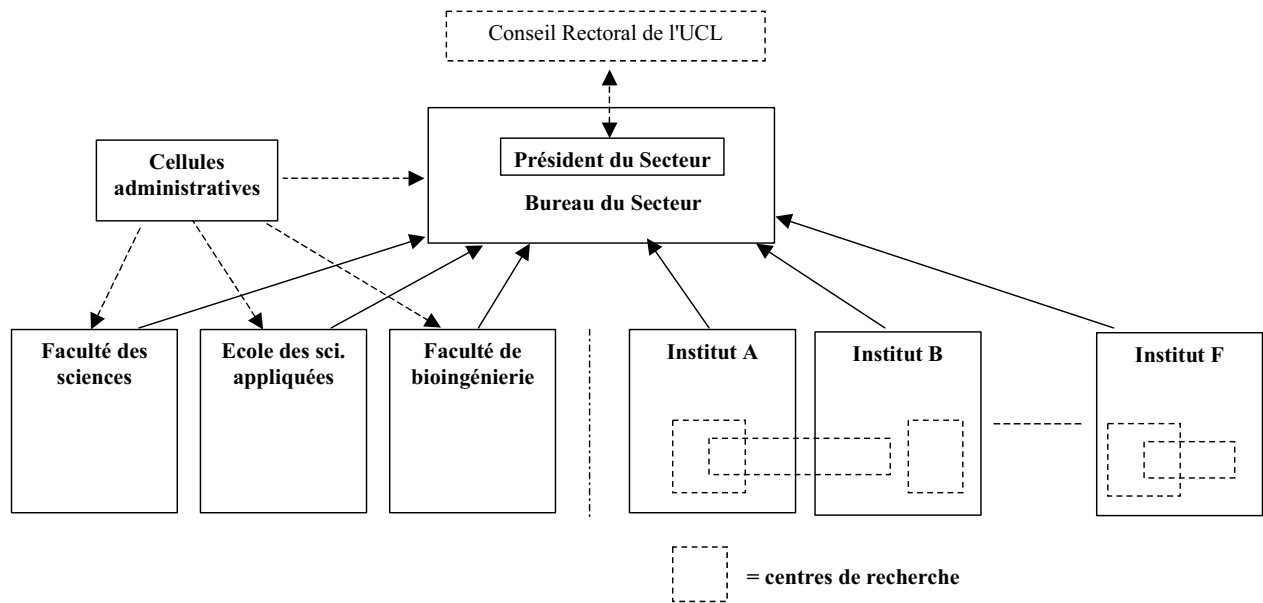 Conseil Rectoral de l'UCL
Président du Secteur
Bureau du Secteur
Cellules
administratives
Faculté des
sciences
Ecole des sci.
appliquées
Faculté de
bioingénierie
Institut A
Institut B
Institut F
= centres de recherche